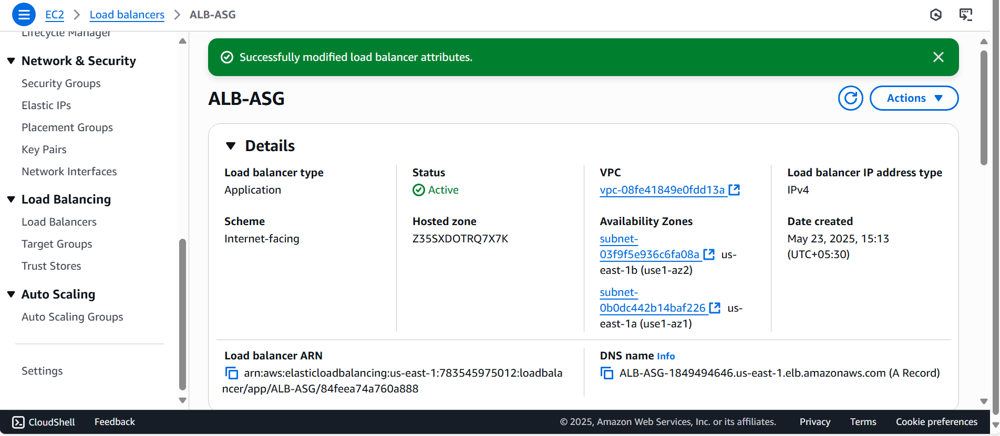 EC2 > Load balancers > ALB-ASG
Lifecycle Manager
Network & Security
Security Groups
Elastic IPs
Placement Groups
Key Pairs
Network Interfaces
Load Balancing
Load Balancers
Target Groups
Trust Stores
Auto Scaling
Auto Scaling Groups
Settings
Successfully modified load balancer attributes.
ALB-ASG
Actions
Details
Load balancer type
Application
Status
Active
VPC
vpc-08fe41849e0fdd13a
Load balancer IP address type
IPv4
Scheme
Internet-facing
Hosted zone
Z35SXDOTRQ7X7K
Availability Zones
subnet-
03f9f5e936c6fa08a us-
east-1b (use1-az2)
subnet-
0b0dc442b14baf226 us-
east-1a (use1-az1)
Date created
May 23, 2025, 15:13
(UTC+05:30)
Load balancer ARN
arn:aws:elasticloadbalancing:us-east-1:783545975012:loadbala
ncer/app/ALB-ASG/84feea74a760a888
DNS name Info
ALB-ASG-1849494646.us-east-1.elb.amazonaws.com (A Record)
CloudShell Feedback © 2025, Amazon Web Services, Inc. or its affiliates. Privacy Terms Cookie preferences